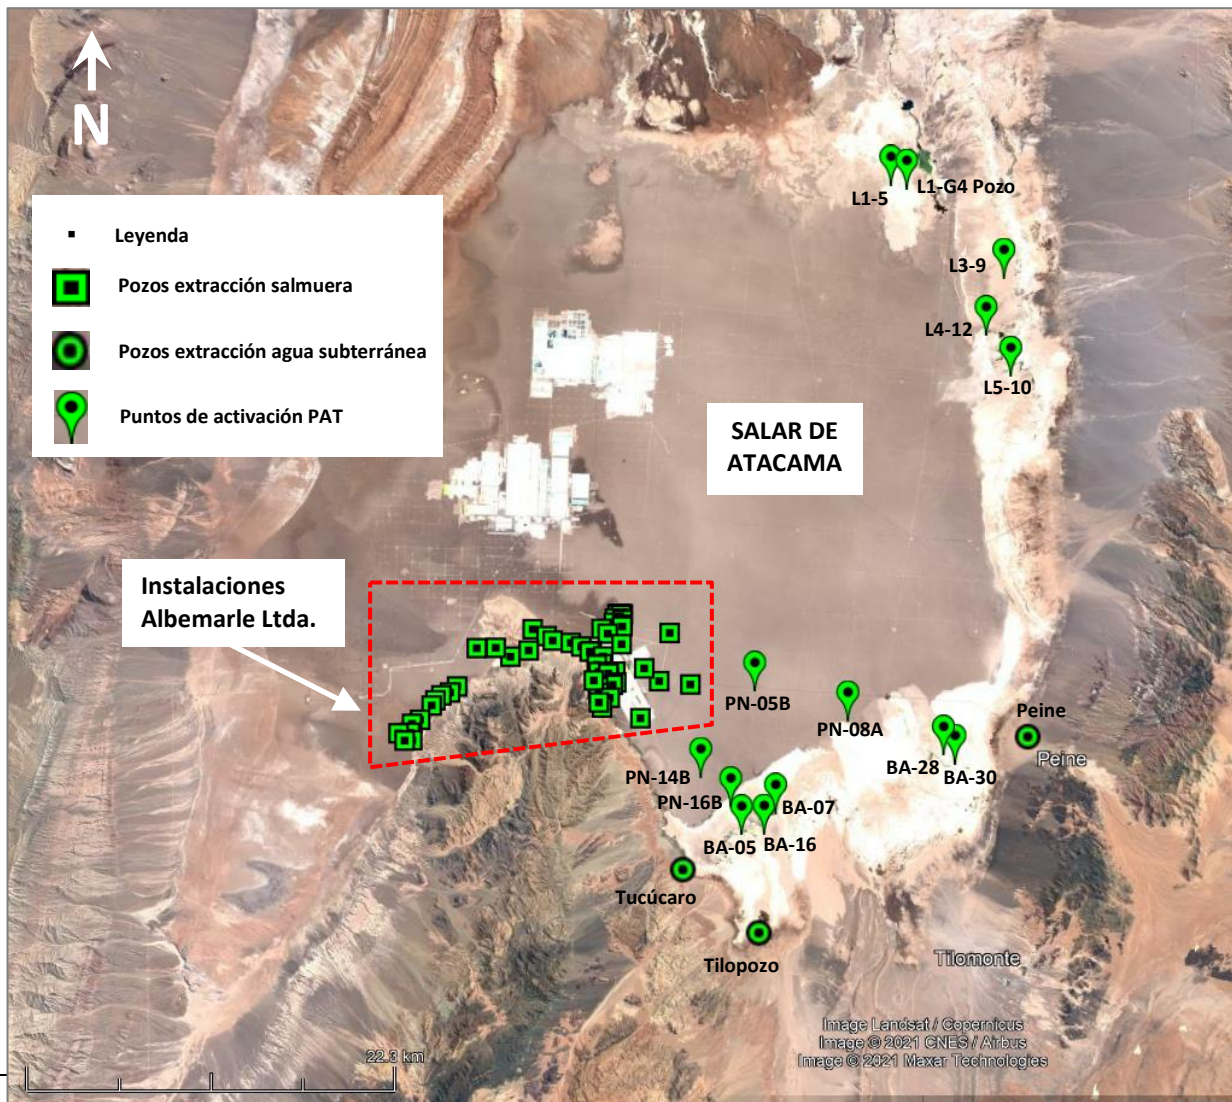 N
Leyenda
Pozos extracción salmuera
Pozos extracción agua subterránea
Puntos de activación PAT
L1-5
L1-G4 Pozo
L3-9
L4-12
L5-10
SALAR DE
ATACAMA
Instalaciones
Albemarle Ltda.
PN-05B
PN-08A
Peine
Peine
BA-28
BA-30
PN-14B
PN-16B
BA-07
BA-05
BA-16
Tucúcaro
Tilopozo
Tilomonte
Image Landsat / Copernicus
Image © 2021 CNES / Airbus
Image © 2021 Maxar Technologies
22.3 km